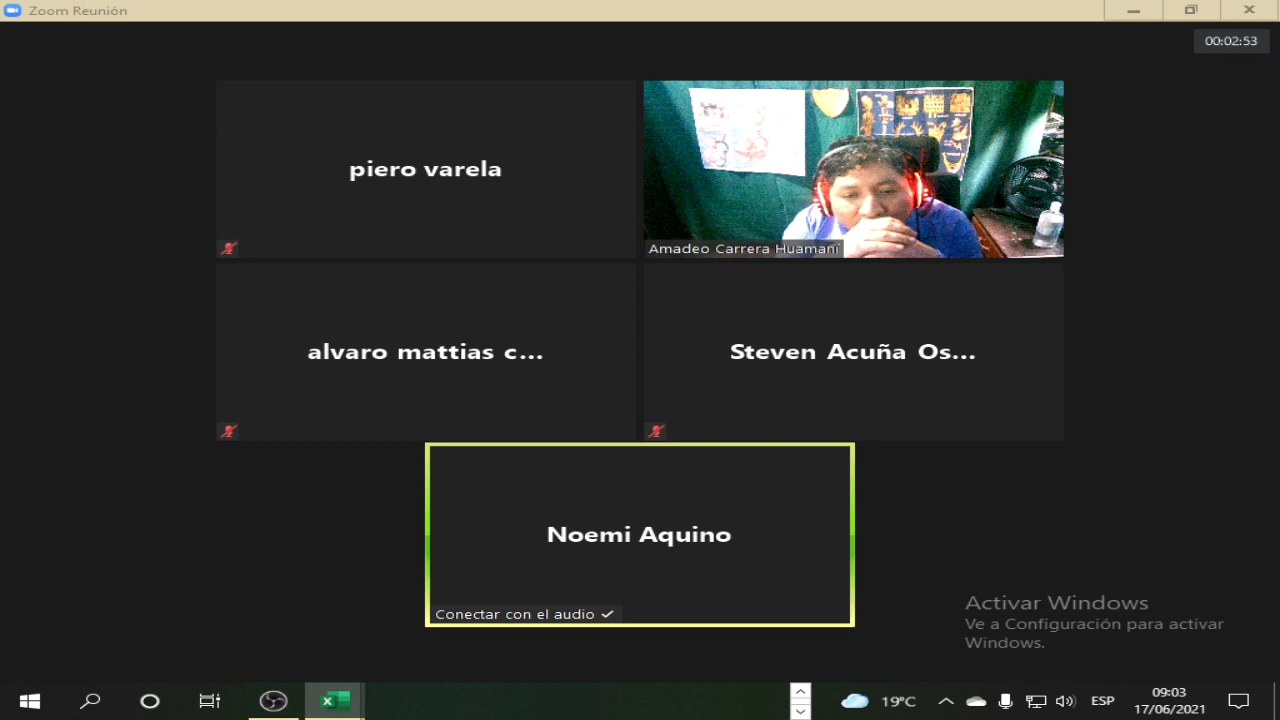 Zoom Reunión
00:02:53
piero varela
Amadeo Carrera Huamani
alvaro mattias c...
Steven Acuña Os...
Noemi Aquino
Conectar con el audio
Activar Windows
Ve a Configuración para activar
Windows.
19°C
ESP
09:03
17/06/2021